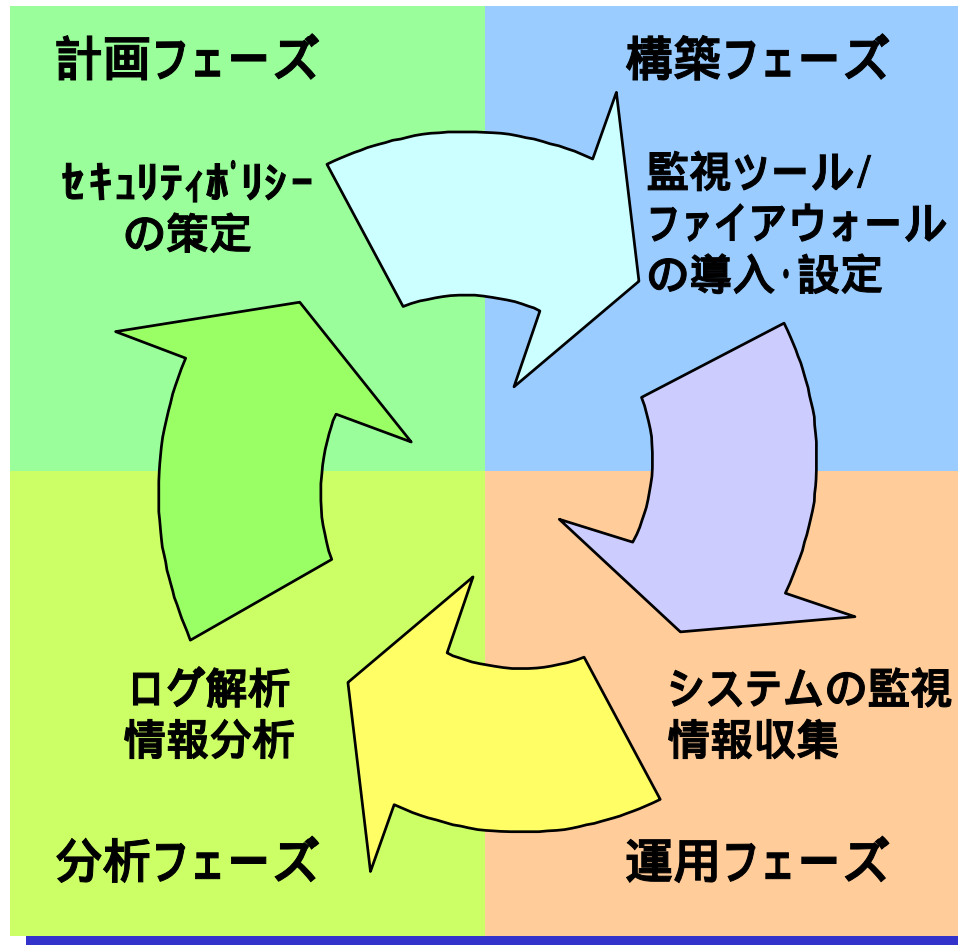 計画フェーズ
セキュリティポリシー
の策定
構築フェーズ
監視ツール/
ファイアウォール
の導入・設定
システムの監視
情報収集
運用フェーズ
ログ解析
情報分析
分析フェーズ